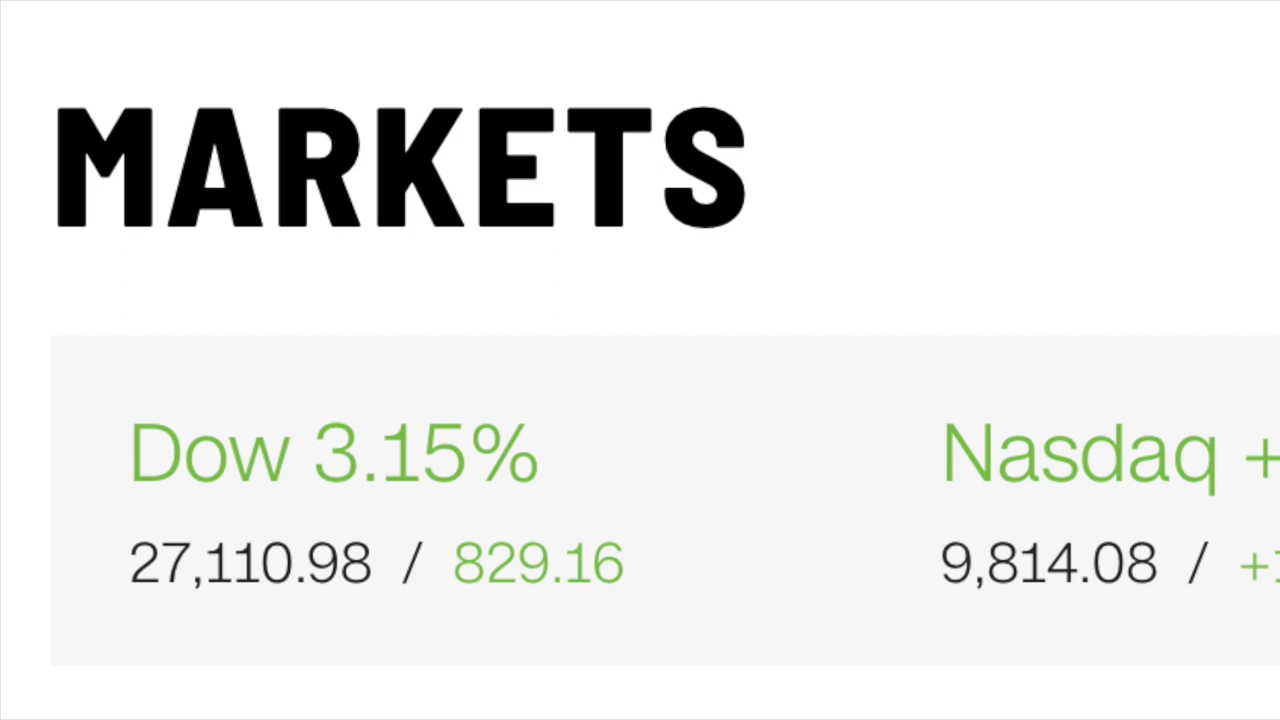 MARKETS
Dow 3.15%
Nasdaq +
27,110.98 / 829.16
9,814.08 / +